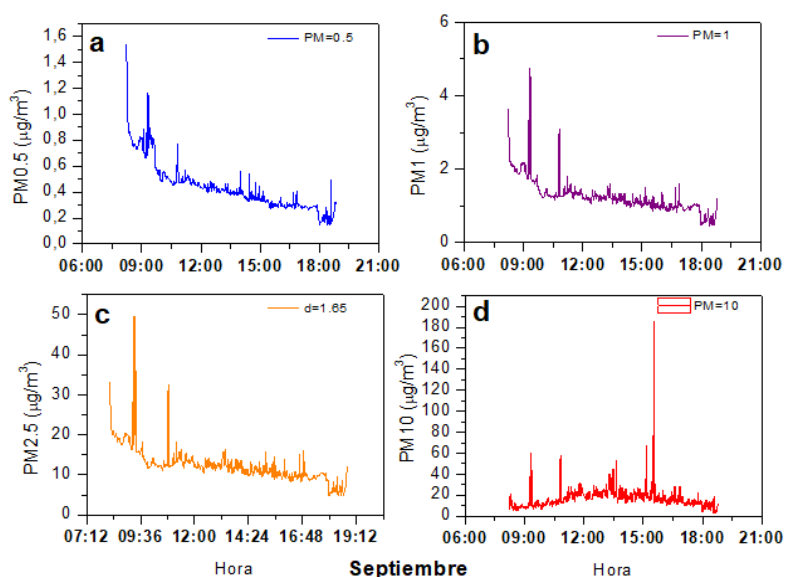 a
PM=0.5
PM0.5 (μg/m³)
1,6
1,4
1,2
1,0
0,8
0,6
0,4
0,2
0,0
06:00 09:00 12:00 15:00 18:00 21:00
b
PM=1
PM1 (μg/m³)
6
4
2
0
06:00 09:00 12:00 15:00 18:00 21:00
c
d=1.65
PM2.5 (μg/m³)
50
40
30
20
10
0
07:12 09:36 12:00 14:24 16:48 19:12
Hora
d
PM=10
PM10 (μg/m³)
200
180
160
140
120
100
80
60
40
20
0
06:00 09:00 12:00 15:00 18:00 21:00
Hora
Septiembre